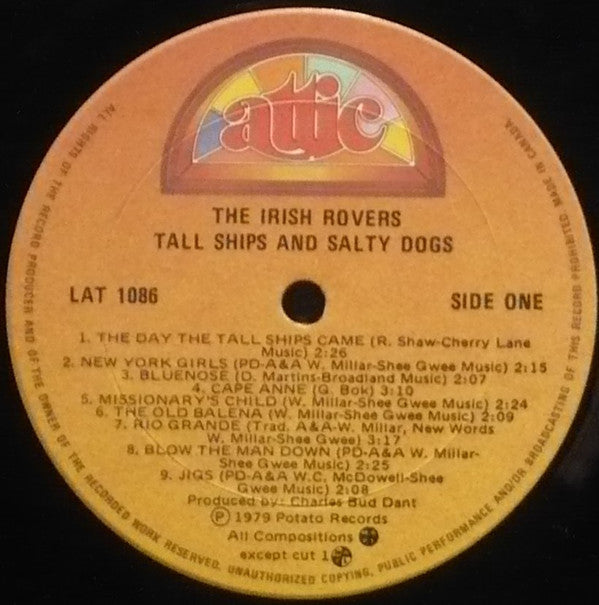 attic
THE IRISH ROVERS
TALL SHIPS AND SALTY DOGS
LAT 1086
SIDE ONE
1. THE DAY THE TALL SHIPS CAME (R. Shaw-Cherry Lane
Music) 2:26
2. NEW YORK GIRLS (PD-A&A W. Millar-Shee Gwee Music) 2:15
3. BLUENOSE (D. Martins-Broadland Music) 2:07
4. CAPE ANNE (G. Bok) 3:10
5. MISSIONARY'S CHILD (W. Millar-Shee Gwee Music) 2:24
6. THE OLD BALENA (W. Millar-Shee Gwee Music) 2:09
7. RIO GRANDE (Trad. A&A-W. Millar, New Words
W. Millar-Shee Gwee) 3:17
8. BLOW THE MAN DOWN (PD-A&A W. Millar-
Shee Gwee Music) 2:25
9. JIGS (PD-A&A W.C. McDowell-Shee
Gwee Music) 2:08
Produced by: Charles Bud Dant
Ⓟ 1979 Potato Records
All Compositions
except cut 1
ALL RIGHTS OF THE RECORD PRODUCER AND OF THE OWNER OF THE RECORDED WORK RESERVED. UNAUTHORIZED COPYING, PUBLIC PERFORMANCE AND/OR BROADCASTING OF THIS RECORD PROHIBITED MADE IN CANADA.